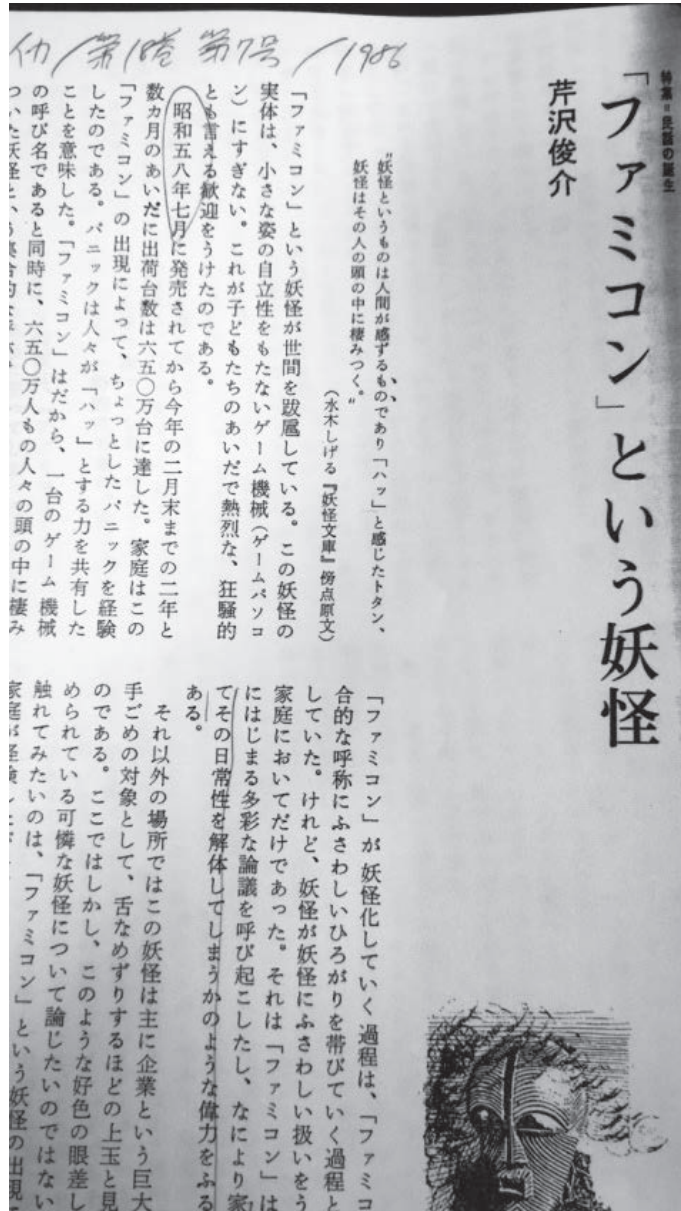 イカ/第18巻 第7号/1986
特集=民話の誕生
「ファミコン」という妖怪
芹沢俊介
“妖怪というものは人間が感ずるものであり「ハッ」と感じたトタン、
妖怪はその人の頭の中に棲みつく。”
(水木しげる『妖怪文庫』傍点原文)
「ファミコン」という妖怪が世間を跋扈している。この妖怪の
実体は、小さな姿の自立性をもたないゲーム機械(ゲームパソコ
ン)にすぎない。これが子どもたちのあいだで熱烈な、狂騒的
とも言える歓迎をうけたのである。
昭和五八年七月に発売されてから今年の二月末までの二年と
数カ月のあいだに出荷台数は六五〇万台に達した。家庭はこの
「ファミコン」の出現によって、ちょっとしたパニックを経験
したのである。パニックは人々が「ハッ」とする力を共有した
ことを意味した。「ファミコン」はだから、一台のゲーム機械
の呼び名であると同時に、六五〇万人もの人々の頭の中に棲み
ついた妖怪と
「ファミコン」が妖怪化していく過程は、「ファミコ
合的な呼称にふさわしいひろがりを帯びていく過程と
していた。けれど、妖怪が妖怪にふさわしい扱いをう
家庭においてだけであった。それは「ファミコン」は
にはじまる多彩な論議を呼び起こしたし、なにより家
てその日常性を解体してしまうかのような偉力をふる
ある。
それ以外の場所ではこの妖怪は主に企業という巨大
手ごめの対象として、舌なめずりするほどの上玉と見
のである。ここではしかし、このような好色の眼差し
められている可憐な妖怪について論じたいのではない
触れてみたいのは、「ファミコン」という妖怪の出現